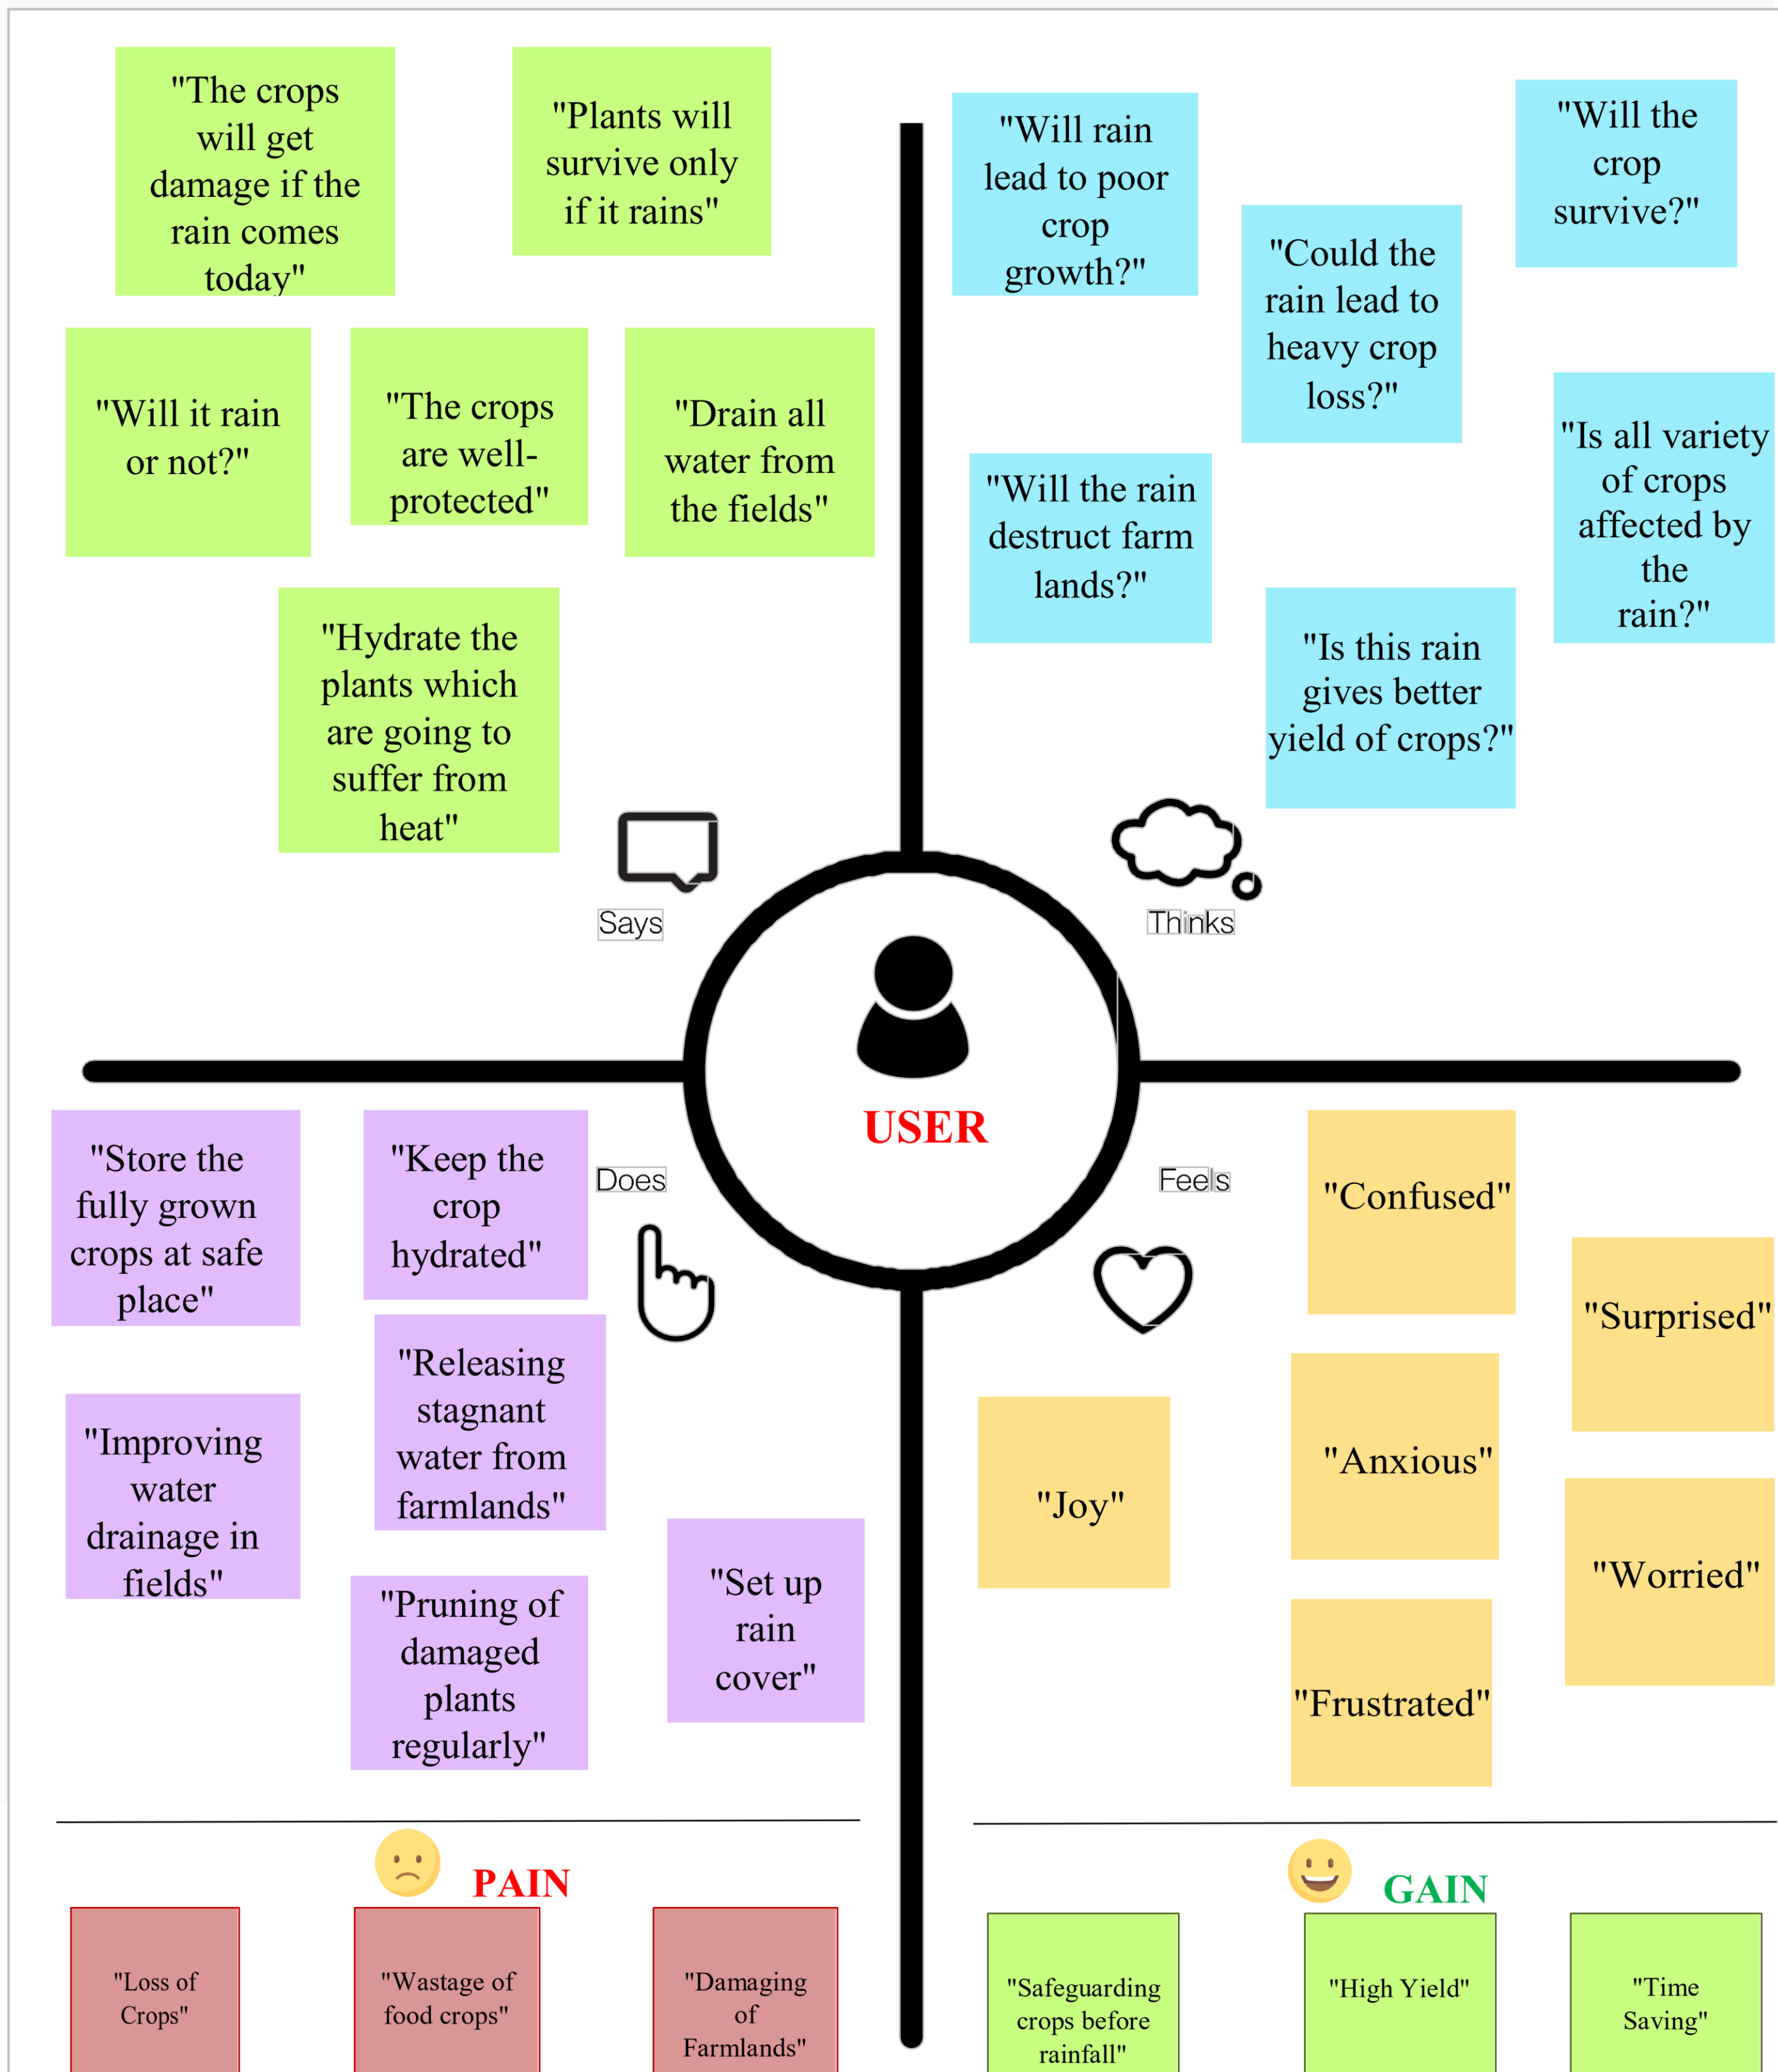 "The crops
will get
damage if the
rain comes
today"
"Plants will
survive only
if it rains"
"Will it rain
or not?"
"The crops
are well-
protected"
"Drain all
water from
the fields"
"Hydrate the
plants which
are going to
suffer from
heat"
Says
"Will rain
lead to poor
crop
growth?"
"Will the
crop
survive?"
"Could the
rain lead to
heavy crop
loss?"
"Is all variety
of crops
affected by
the
rain?"
"Will the rain
destruct farm
lands?"
"Is this rain
gives better
yield of crops?"
Thinks
USER
Does
"Store the
fully grown
crops at safe
place"
"Keep the
crop
hydrated"
"Releasing
stagnant
water from
farmlands"
"Improving
water
drainage in
fields"
"Pruning of
damaged
plants
regularly"
"Set up
rain
cover"
Feels
"Confused"
"Surprised"
"Anxious"
"Joy"
"Worried"
"Frustrated"
PAIN
"Loss of
Crops"
"Wastage of
food crops"
"Damaging
of
Farmlands"
GAIN
"Safeguarding
crops before
rainfall"
"High Yield"
"Time
Saving"